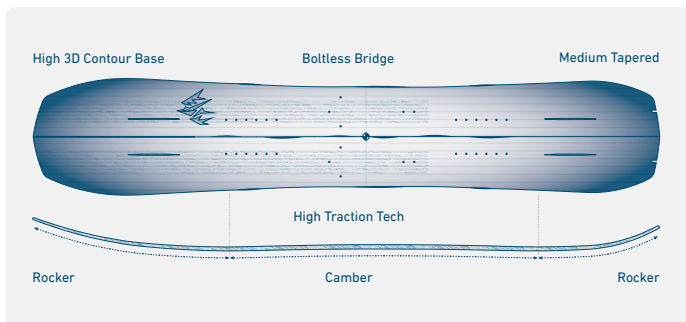 High 3D Contour Base
Boltless Bridge
Medium Tapered
High Traction Tech
Rocker
Camber
Rocker